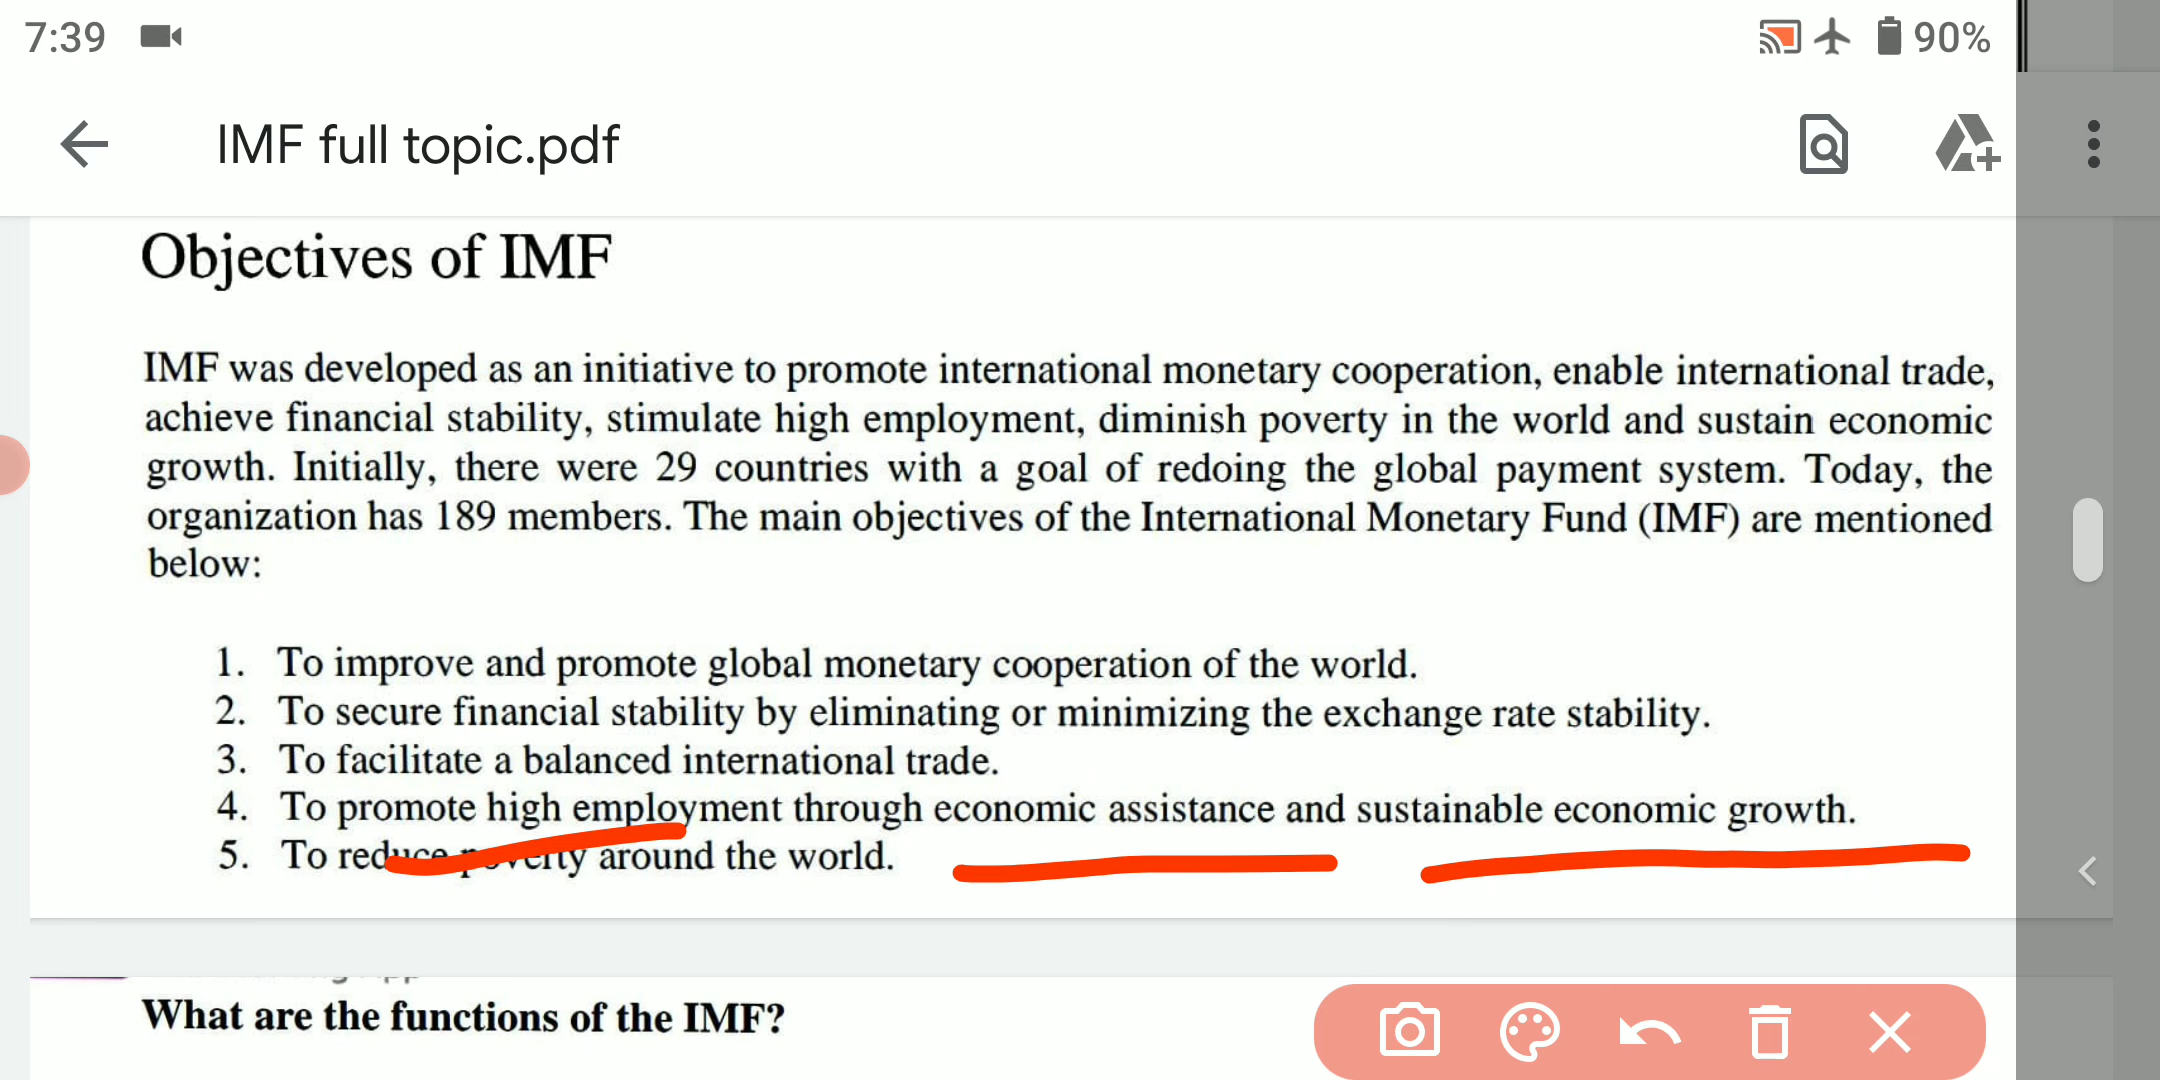 7:39
90%
IMF full topic.pdf
Objectives of IMF
IMF was developed as an initiative to promote international monetary cooperation, enable international trade,
achieve financial stability, stimulate high employment, diminish poverty in the world and sustain economic
growth. Initially, there were 29 countries with a goal of redoing the global payment system. Today, the
organization has 189 members. The main objectives of the International Monetary Fund (IMF) are mentioned
below:
1. To improve and promote global monetary cooperation of the world.
2. To secure financial stability by eliminating or minimizing the exchange rate stability.
3. To facilitate a balanced international trade.
4. To promote high employment through economic assistance and sustainable economic growth.
5. To reduce poverty around the world.
What are the functions of the IMF?